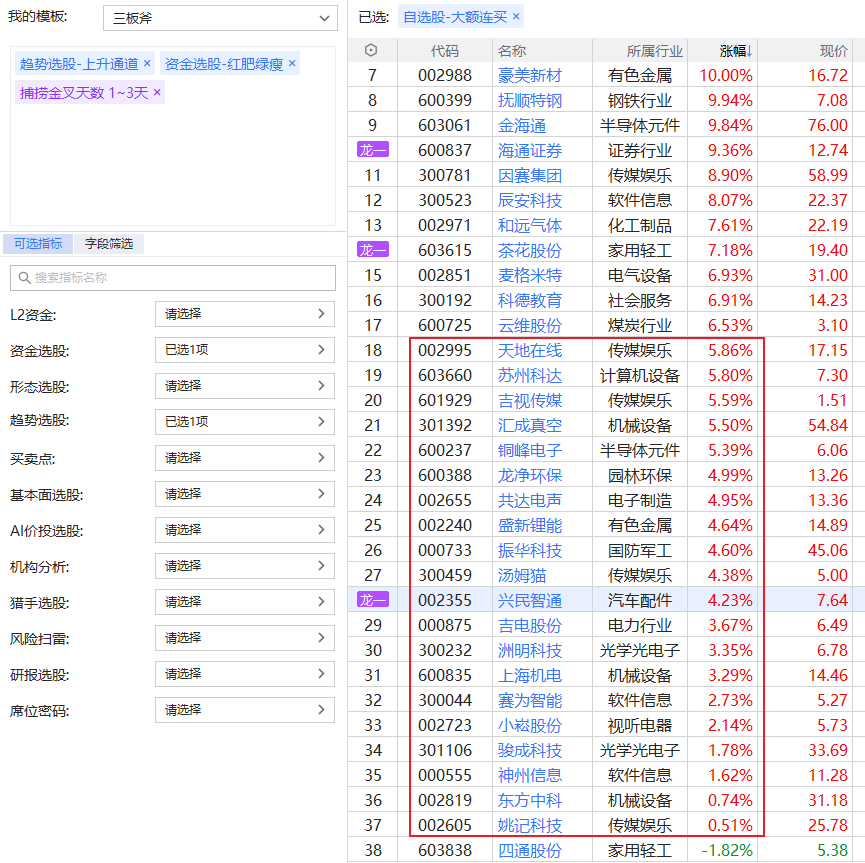 我的模板: 三板斧
趋势选股-上升通道 × 资金选股-红肥绿瘦 ×
捕捞金叉天数 1~3天 ×
可选指标 字段筛选
搜索指标名称
L2资金: 请选择
资金选股: 已选1项
形态选股: 请选择
趋势选股: 已选1项
买卖点: 请选择
基本面选股: 请选择
AI价投选股: 请选择
机构分析: 请选择
猎手选股: 请选择
风险扫雷: 请选择
研报选股: 请选择
席位密码: 请选择
已选: 自选股-大额连买 ×
代码 名称 所属行业 涨幅↓ 现价
7 002988 豪美新材 有色金属 10.00% 16.72
8 600399 抚顺特钢 钢铁行业 9.94% 7.08
9 603061 金海通 半导体元件 9.84% 76.00
龙一 600837 海通证券 证券行业 9.36% 12.74
11 300781 因赛集团 传媒娱乐 8.90% 58.99
12 300523 辰安科技 软件信息 8.07% 22.37
13 002971 和远气体 化工制品 7.61% 22.19
龙一 603615 茶花股份 家用轻工 7.18% 19.40
15 002851 麦格米特 电气设备 6.93% 31.00
16 300192 科德教育 社会服务 6.91% 14.23
17 600725 云维股份 煤炭行业 6.53% 3.10
18 002995 天地在线 传媒娱乐 5.86% 17.15
19 603660 苏州科达 计算机设备 5.80% 7.30
20 601929 吉视传媒 传媒娱乐 5.59% 1.51
21 301392 汇成真空 机械设备 5.50% 54.84
22 600237 铜峰电子 半导体元件 5.39% 6.06
23 600388 龙净环保 园林环保 4.99% 13.26
24 002655 共达电声 电子制造 4.95% 13.36
25 002240 盛新锂能 有色金属 4.64% 14.89
26 000733 振华科技 国防军工 4.60% 45.06
27 300459 汤姆猫 传媒娱乐 4.38% 5.00
龙一 002355 兴民智通 汽车配件 4.23% 7.64
29 000875 吉电股份 电力行业 3.67% 6.49
30 300232 洲明科技 光学光电子 3.35% 6.78
31 600835 上海机电 机械设备 3.29% 14.46
32 300044 赛为智能 软件信息 2.73% 5.27
33 002723 小崧股份 视听电器 2.14% 5.73
34 301106 骏成科技 光学光电子 1.78% 33.69
35 000555 神州信息 软件信息 1.62% 11.28
36 002819 东方中科 机械设备 0.74% 31.18
37 002605 姚记科技 传媒娱乐 0.51% 25.78
38 603838 四通股份 家用轻工 -1.82% 5.38